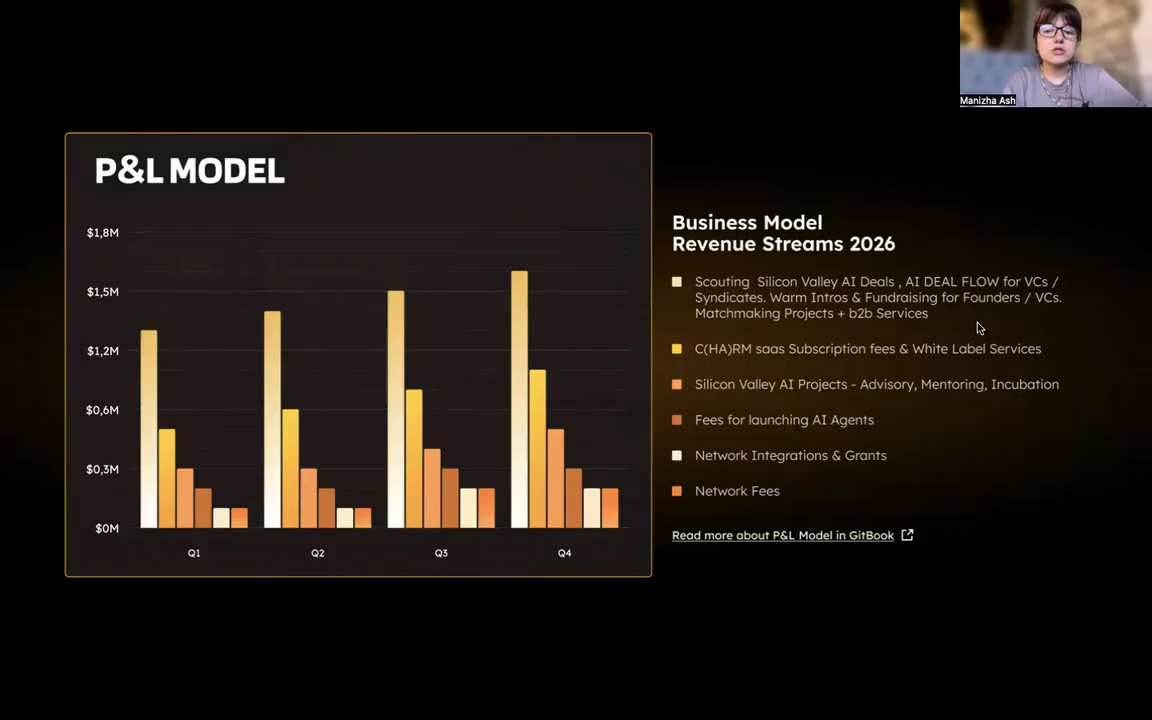 Manizha Ash
P&L MODEL
$1,8M
$1,5M
$1,2M
$0,6M
$0,3M
$0M
Q1
Q2
Q3
Q4
Business Model
Revenue Streams 2026
Scouting Silicon Valley AI Deals , AI DEAL FLOW for VCs /
Syndicates. Warm Intros & Fundraising for Founders / VCs.
Matchmaking Projects + b2b Services
C(HA)RM saas Subscription fees & White Label Services
Silicon Valley AI Projects - Advisory, Mentoring, Incubation
Fees for launching AI Agents
Network Integrations & Grants
Network Fees
Read more about P&L Model in GitBook